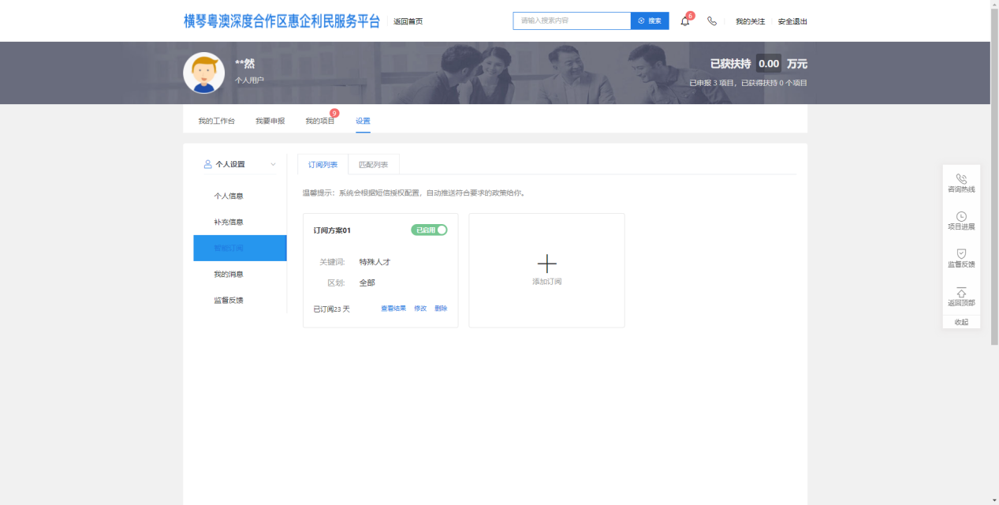 横琴粤澳深度合作区惠企利民服务平台 返回首页 请输入搜索内容 搜索 6 我的关注 安全退出
**然
个人用户
已获扶持 0.00 万元
已申报 3 项目，已获得扶持 0 个项目
我的工作台 我要申报 我的项目 9 设置
个人设置
个人信息
补充信息
智能订阅
我的消息
监督反馈
订阅列表 匹配列表
温馨提示：系统会根据短信授权配置，自动推送符合要求的政策给你。
订阅方案01 已启用
关键词: 特殊人才
区划: 全部
已订阅23 天 查看结果 修改 删除
添加订阅
咨询热线
项目进展
监督反馈
返回顶部
收起